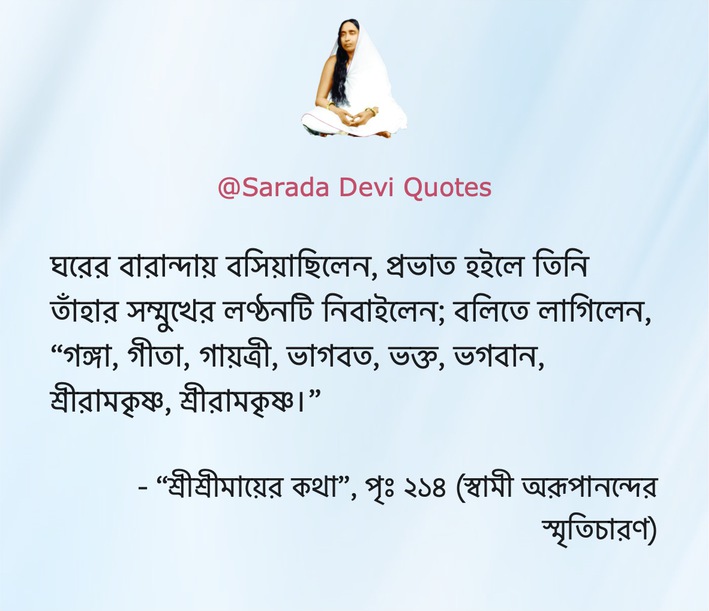 @Sarada Devi Quotes
ঘরের বারান্দায় বসিয়াছিলেন, প্রভাত হইলে তিনি
তাঁহার সম্মুখের লণ্ঠনটি নিবাইলেন; বলিতে লাগিলেন,
“গঙ্গা, গীতা, গায়ত্রী, ভাগবত, ভক্ত, ভগবান,
শ্রীরামকৃষ্ণ, শ্রীরামকৃষ্ণ।”
- “শ্রীশ্রীমায়ের কথা”, পৃঃ ২১৪ (স্বামী অরূপানন্দের
স্মৃতিচারণ)